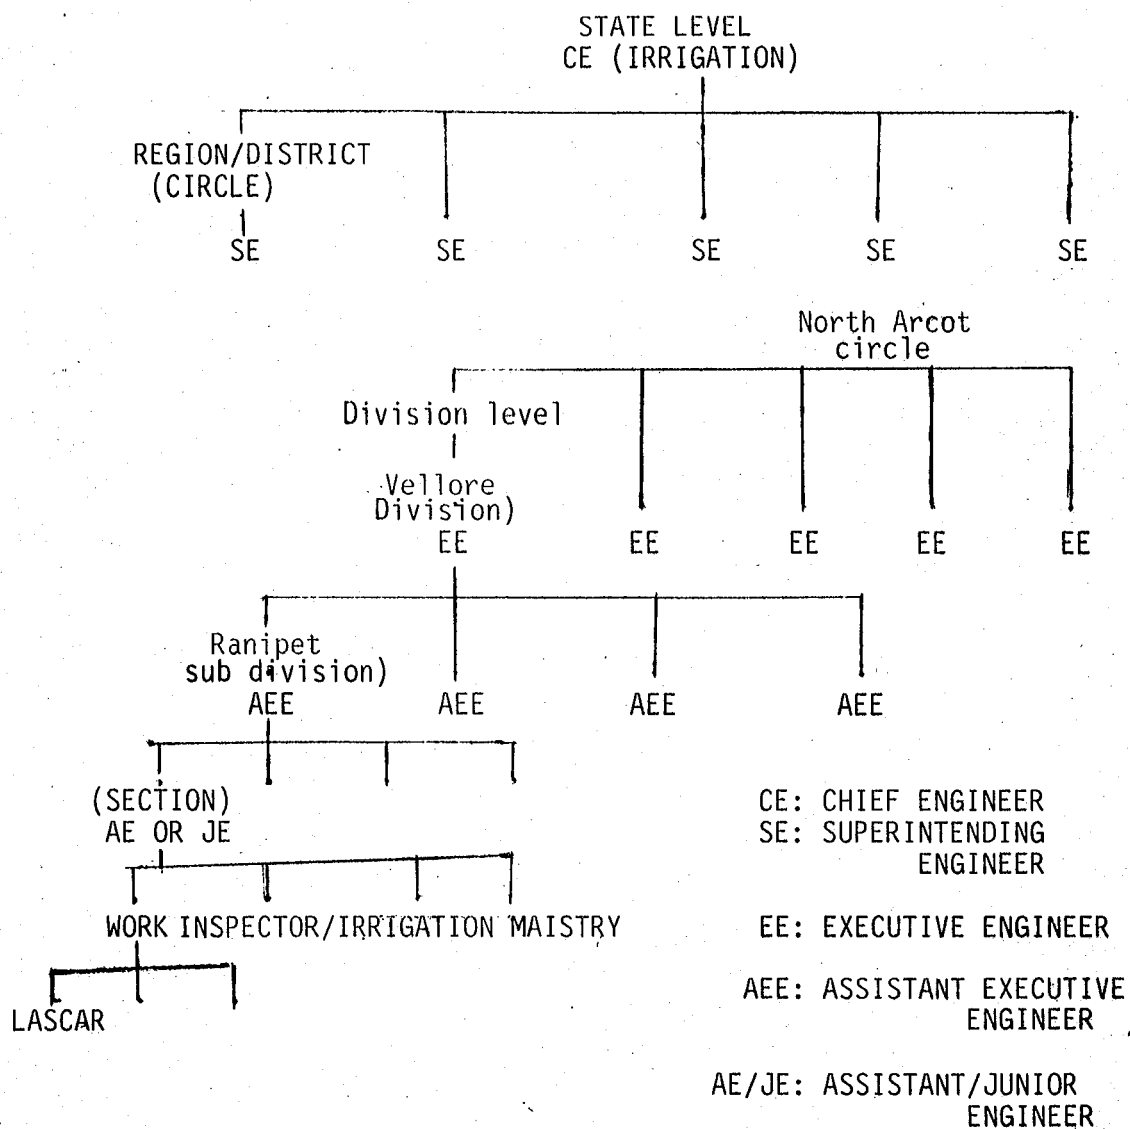 STATE LEVEL
CE (IRRIGATION)
REGION/DISTRICT
(CIRCLE)
SE SE SE SE SE
North Arcot
circle
Division level
Vellore
Division)
EE EE EE EE EE
Ranipet
sub division)
AEE AEE AEE AEE
(SECTION)
AE OR JE
WORK INSPECTOR/IRRIGATION MAISTRY
LASCAR
CE: CHIEF ENGINEER
SE: SUPERINTENDING
ENGINEER
EE: EXECUTIVE ENGINEER
AEE: ASSISTANT EXECUTIVE
ENGINEER
AE/JE: ASSISTANT/JUNIOR
ENGINEER